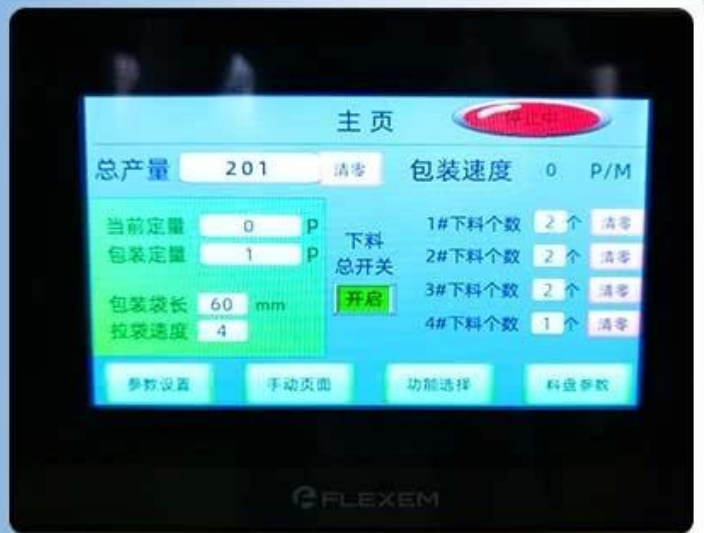 主页 停止中
总产量 201 清零 包装速度 0 P/M
当前定量 0 P
包装定量 1 P
包装袋长 60 mm
拉袋速度 4
下料
总开关
开启
1#下料个数 2 个 清零
2#下料个数 2 个 清零
3#下料个数 2 个 清零
4#下料个数 1 个 清零
参数设置 手动页面 功能选择 料盘参数
FLEXEM